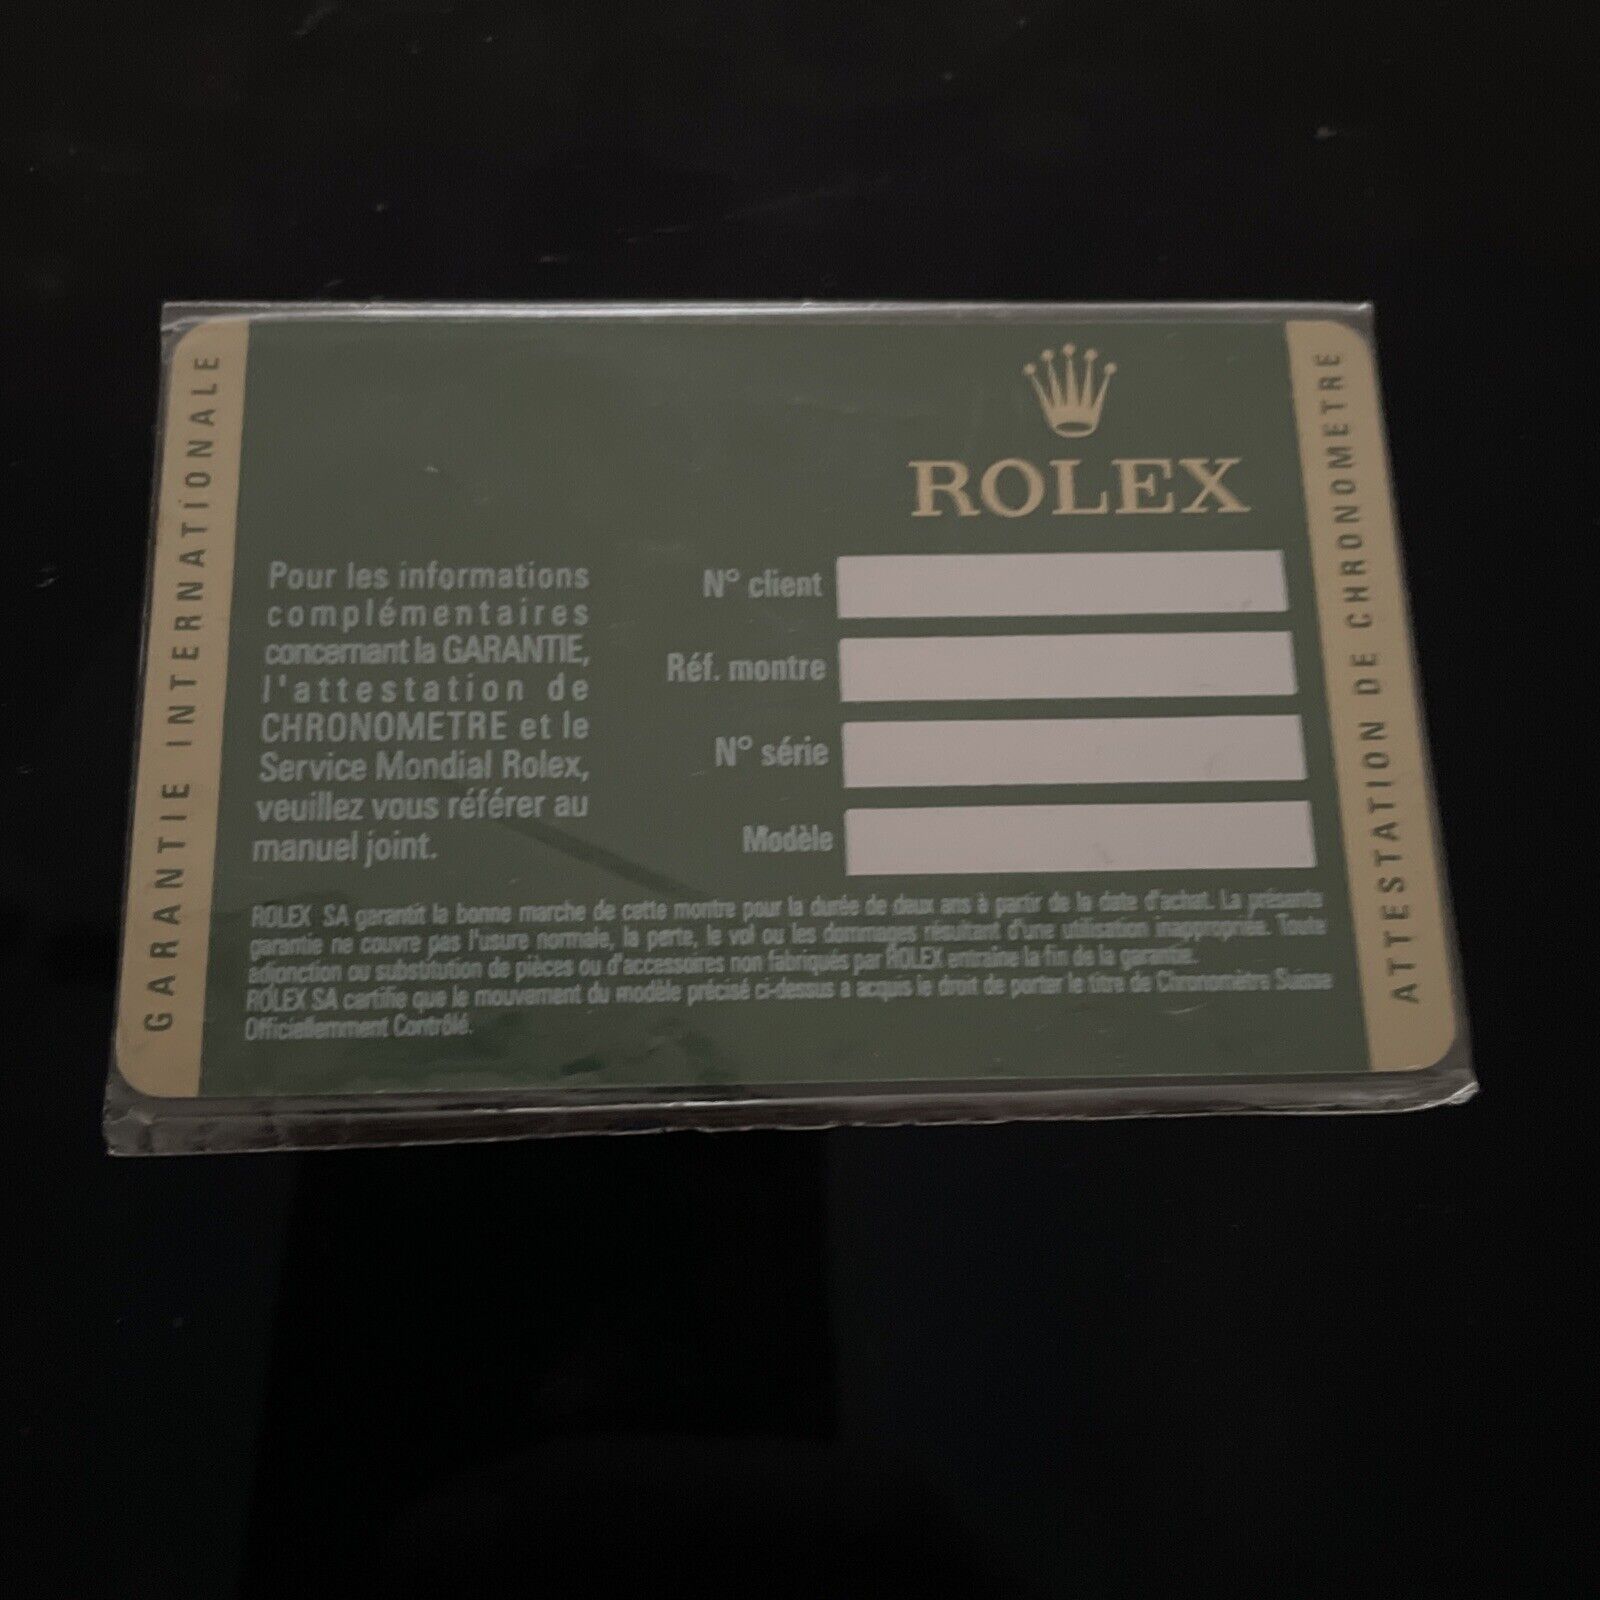 GARANTIE INTERNATIONALE
ROLEX
Pour les informations
complémentaires
concernant la GARANTIE,
l'attestation de
CHRONOMETRE et le
Service Mondial Rolex,
veuillez vous référer au
manuel joint.
N° client
Réf. montre
N° série
Modèle
ROLEX SA garantit la bonne marche de cette montre pour la durée de deux ans à partir de la date d'achat. La présente
garantie ne couvre pas l'usure normale, la perte, le vol ou les dommages résultant d'une utilisation inappropriée. Toute
adjonction ou substitution de pièces ou d'accessoires non fabriqués par ROLEX entraîne la fin de la garantie.
ROLEX SA certifie que le mouvement du modèle précisé ci-dessus a acquis le droit de porter le titre de Chronomètre Suisse
Officiellemment Contrôlé.
ATTESTATION DE CHRONOMETRE